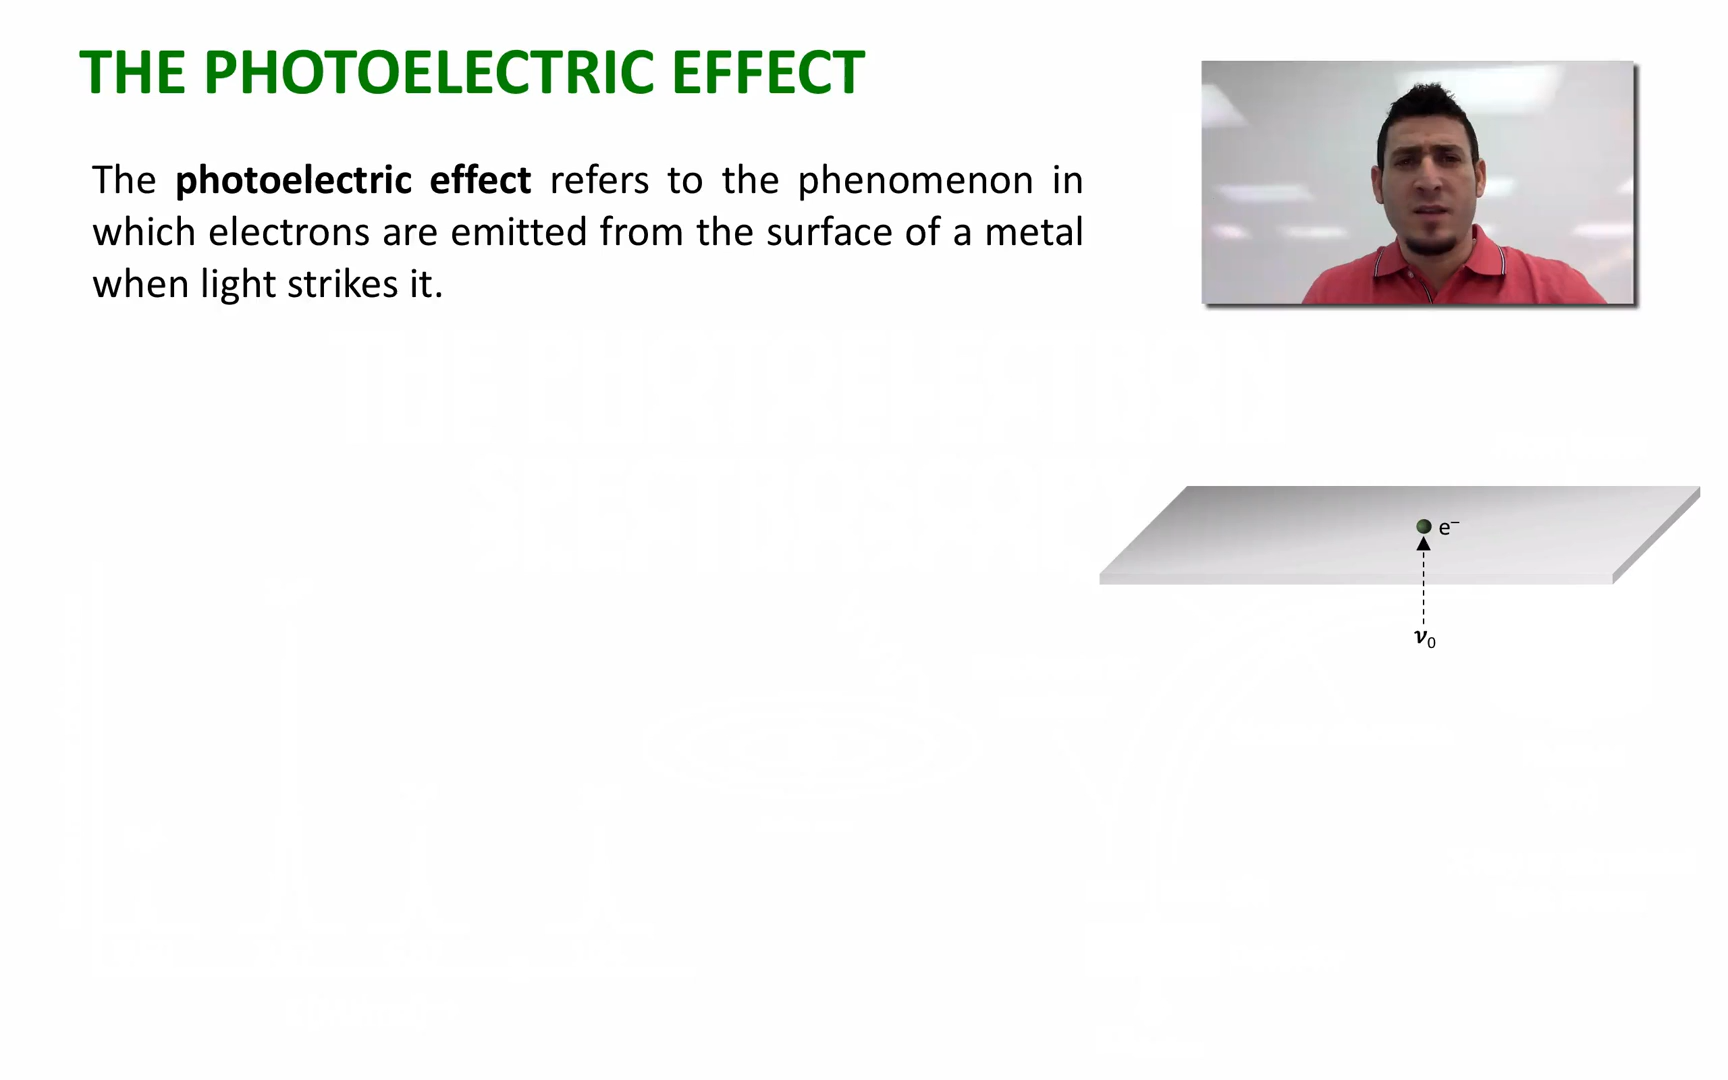 THE PHOTOELECTRIC EFFECT
The photoelectric effect refers to the phenomenon in
which electrons are emitted from the surface of a metal
when light strikes it.
e⁻
ν₀